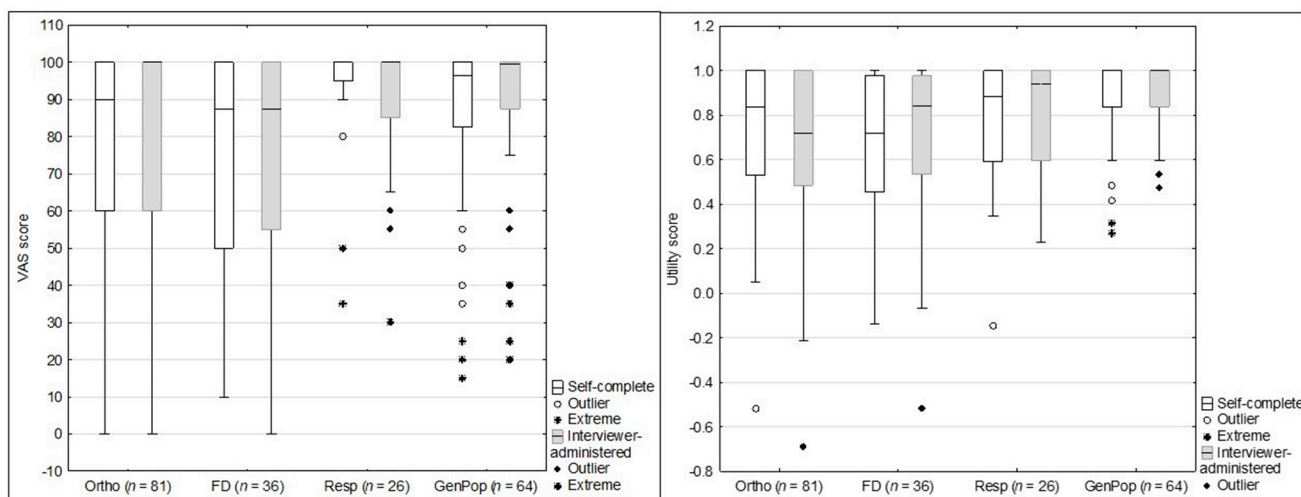 VAS score
110
100
90
80
70
60
50
40
30
20
10
0
-10
Ortho (n = 81)
FD (n = 36)
Resp (n = 26)
GenPop (n = 64)
Self-complete
Outlier
Extreme
Interviewer-
administered
Outlier
Extreme
Utility score
1.2
1.0
0.8
0.6
0.4
0.2
0.0
-0.2
-0.4
-0.6
-0.8
Ortho (n = 81)
FD (n = 36)
Resp (n = 26)
GenPop (n = 64)
Self-complete
Outlier
Extreme
Interviewer-
administered
Outlier